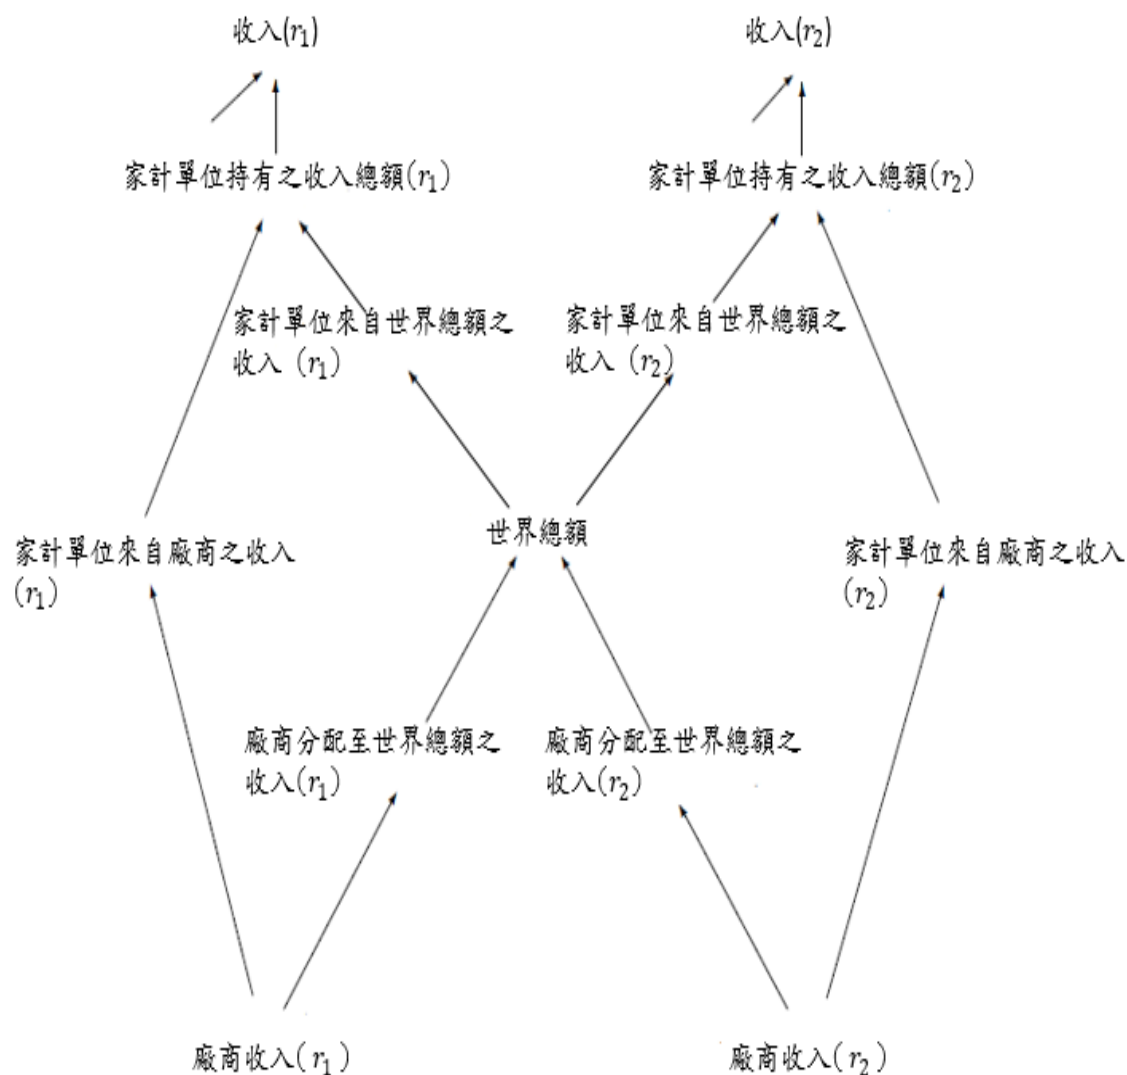 收入(r₁)
收入(r₂)
家計單位持有之收入總額(r₁)
家計單位持有之收入總額(r₂)
家計單位來自世界總額之
收入（r₁)
家計單位來自世界總額之
收入（r₂)
世界總額
家計單位來自廠商之收入
(r₁)
家計單位來自廠商之收入
(r₂)
廠商分配至世界總額之
收入(r₁)
廠商分配至世界總額之
收入(r₂)
廠商收入(r₁)
廠商收入(r₂)